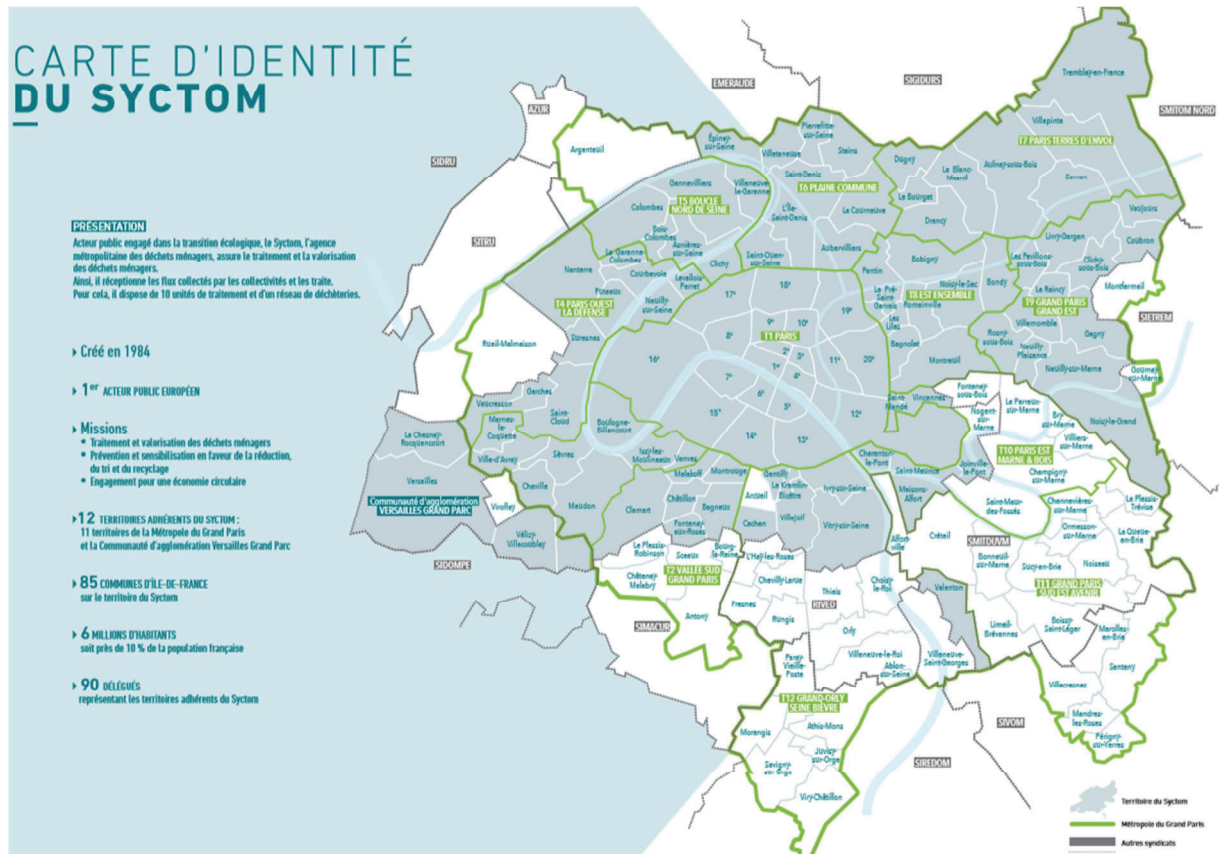 CARTE D'IDENTITÉ
DU SYCTOM
PRÉSENTATION
Acteur public engagé dans la transition écologique, le Syctom, l'agence
métropolitaine des déchets ménagers, assure le traitement et la valorisation
des déchets ménagers.
Ainsi, il réceptionne les flux collectés par les collectivités et les traite.
Pour cela, il dispose de 10 unités de traitement et d'un réseau de déchèteries.
Créé en 1984
1er ACTEUR PUBLIC EUROPÉEN
Missions
• Traitement et valorisation des déchets ménagers
• Prévention et sensibilisation en faveur de la réduction,
du tri et du recyclage
• Engagement pour une économie circulaire
12 TERRITOIRES ADHÉRENTS DU SYCTOM :
11 territoires de la Métropole du Grand Paris
et la Communauté d'agglomération Versailles Grand Parc
85 COMMUNES D'ÎLE-DE-FRANCE
sur le territoire du Syctom
6 MILLIONS D'HABITANTS
soit près de 10 % de la population française
90 DÉLÉGUÉS
représentant les territoires adhérents du Syctom
EMERAUDE
SIGIDURS
SMITOM NORD
AZUR
SIDRU
SITRU
SIETREM
SIDOMPE
SIMACUR
RIVED
SMITDUVM
SIVOM
SIREDOM
Tremblay-en-France
Villepinte
T7 PARIS TERRES D'ENVOL
Aulnay-sous-Bois
Le Blanc-
Dugny
Le Bourget
Drancy
Argenteuil
Épinay-
sur-Seine
Pierrefitte-
sur-Seine
Villetaneuse
Stains
Saint-Denis
T6 PLAINE COMMUNE
L'Île-
Saint-Denis
La Courneuve
Aubervilliers
Saint-Ouen-
sur-Seine
Gennevilliers
Villeneuve-
la-Garenne
T5 BOUCLE
NORD DE SEINE
Colombes
Bois-
Colombes
Asnières-
sur-Seine
La Garenne-
Colombes
Clichy
Nanterre
Courbevoie
Levallois-
Perret
Puteaux
T4 PARIS OUEST
LA DÉFENSE
Neuilly-
sur-Seine
Suresnes
Rueil-Malmaison
Vaujours
Livry-Gargan
Coubron
Les Pavillons-
sous-Bois
Clichy-
sous-Bois
Montfermeil
Le Raincy
T9 GRAND PARIS
GRAND EST
Villemomble
Gagny
Rosny-
sous-Bois
Neuilly-
Plaisance
Neuilly-sur-Marne
Gournay-
sur-Marne
Noisy-le-Grand
Pantin
Bobigny
Le Pré-
Saint-
Gervais
Noisy-le-Sec
Romainville
Bondy
T8 EST ENSEMBLE
Les
Lilas
Bagnolet
Montreuil
T1 PARIS
17e
18e
19e
9e
10e
8e
2e
3e
1er
11e
20e
16e
7e
4e
6e
5e
15e
12e
14e
13e
Garches
Vaucresson
Marnes-
la-
Coquette
Saint-
Cloud
Ville-d'Avray
Sèvres
Boulogne-
Billancourt
Issy-les-
Moulineaux
Vanves
Chaville
Meudon
Le Chesnay-
Rocquencourt
Versailles
Communauté d'agglomération
VERSAILLES GRAND PARC
Viroflay
Vélizy-
Villacoublay
Malakoff
Montrouge
Châtillon
Clamart
Bagneux
Fontenay-
aux-Roses
Le Plessis-
Robinson
Sceaux
Bourg-
la-Reine
T2 VALLÉE SUD
GRAND PARIS
Châtenay-
Malabry
Antony
Gentilly
Le Kremlin-
Bicêtre
Arcueil
Ivry-sur-Seine
Cachan
Villejuif
Vitry-sur-Seine
L'Haÿ-les-Roses
Chevilly-Larue
Fresnes
Rungis
Thiais
Choisy-
le-Roi
Orly
Villeneuve-le-Roi
Ablon-
sur-Seine
Villeneuve-
Saint-Georges
Valenton
Paray-
Vieille-
Poste
T12 GRAND-ORLY
SEINE BIÈVRE
Athis-Mons
Morangis
Juvisy-
sur-Orge
Savigny-
sur-Orge
Viry-Châtillon
Saint-
Mandé
Vincennes
Fontenay-
sous-Bois
Nogent-
sur-
Marne
Le Perreux-
sur-Marne
Bry-
sur-Marne
Villiers-
sur-Marne
T10 PARIS EST
MARNE & BOIS
Champigny-
sur-Marne
Charenton-
le-Pont
Saint-Maurice
Joinville-
le-Pont
Maisons-
Alfort
Saint-Maur-
des-Fossés
Alfort-
ville
Créteil
Chennevières-
sur-Marne
Le Plessis-
Trévise
Ormesson-
sur-Marne
La Queue-
en-Brie
Bonneuil-
sur-Marne
Sucy-en-Brie
Noiseau
T11 GRAND PARIS
SUD EST AVENIR
Limeil-
Brévannes
Boissy-
Saint-Léger
Marolles-
en-Brie
Santeny
Villecresnes
Mandres-
les-Roses
Périgny-
sur-Yerres
Territoire du Syctom
Métropole du Grand Paris
Autres syndicats